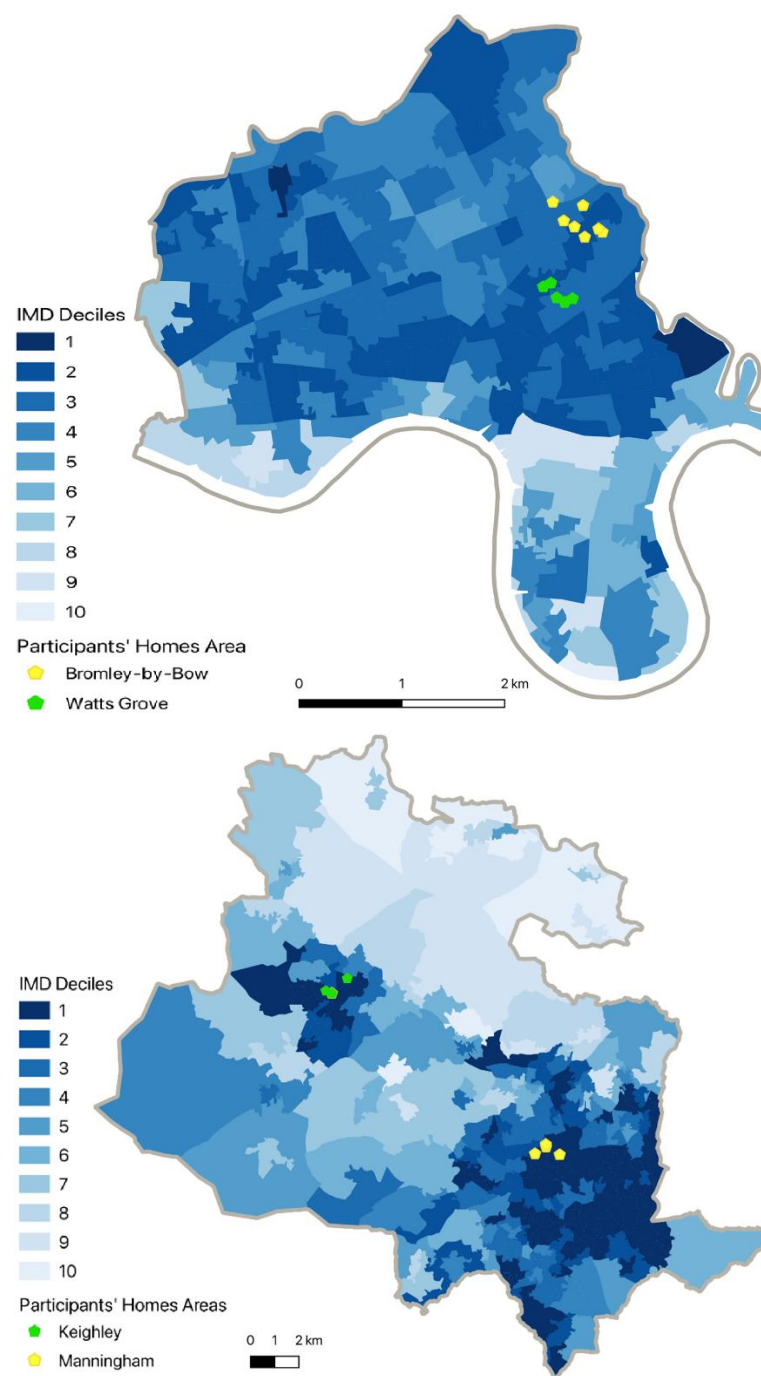 IMD Deciles
1
2
3
4
5
6
7
8
9
10
Participants' Homes Area
Bromley-by-Bow
Watts Grove
0 1 2 km
IMD Deciles
1
2
3
4
5
6
7
8
9
10
Participants' Homes Areas
Keighley
Manningham
0 1 2 km